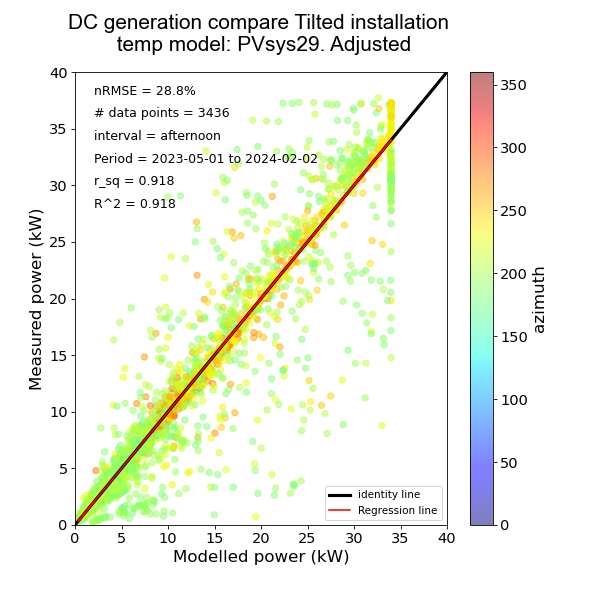 DC generation compare Tilted installation
temp model: PVsys29. Adjusted
nRMSE = 28.8%
# data points = 3436
interval = afternoon
Period = 2023-05-01 to 2024-02-02
r_sq = 0.918
R^2 = 0.918
Measured power (kW)
40
35
30
25
20
15
10
5
0
0 5 10 15 20 25 30 35 40
Modelled power (kW)
identity line
Regression line
350
300
250
200
150
100
50
0
azimuth